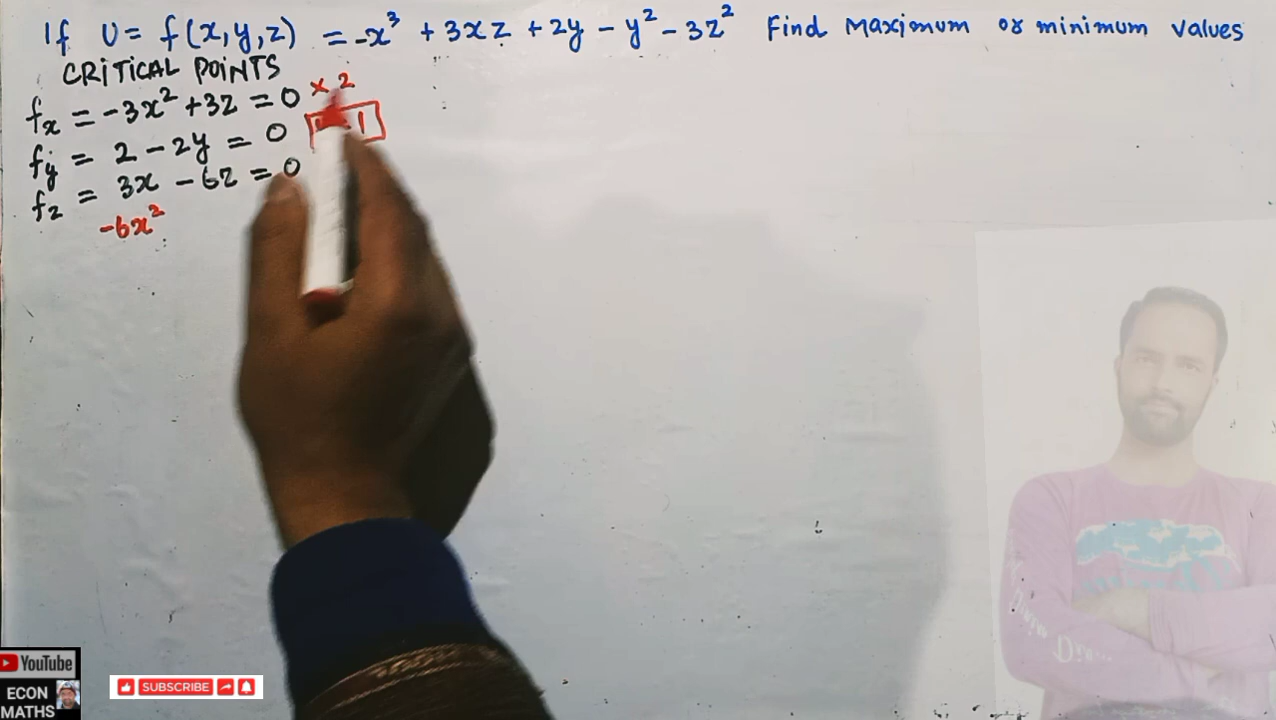 If U = f(x,y,z) = -x³ + 3xz + 2y - y² - 3z² Find Maximum or minimum values
CRITICAL POINTS
fx = -3x² + 3z = 0 × 2
fy = 2 - 2y = 0
1
fz = 3x - 6z = 0
-6x²
YouTube
ECON
MATHS
SUBSCRIBE